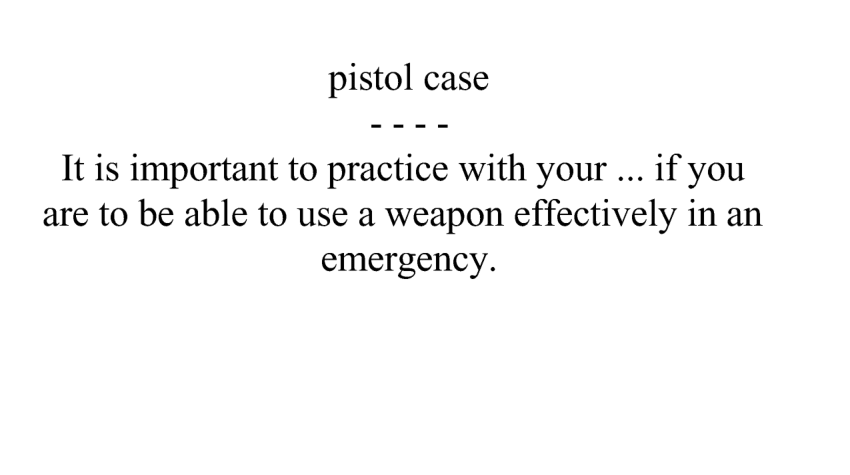 pistol case
- - - -
It is important to practice with your ... if you
are to be able to use a weapon effectively in an
emergency.